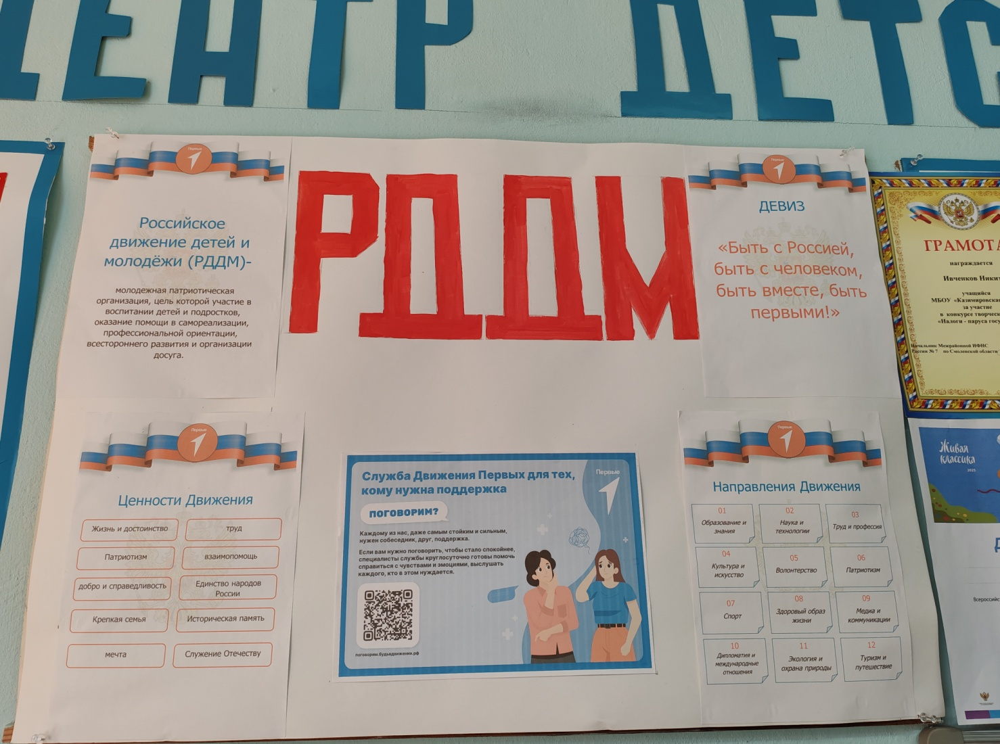 ЦЕНТР ДЕТС
Первые
Российское
движение детей и
молодёжи (РДДМ)-
молодежная патриотическая
организация, цель которой участие в
воспитании детей и подростков,
оказание помощи в самореализации,
профессиональной ориентации,
всестороннего развития и организации
досуга.
РДДМ
Первые
ДЕВИЗ
«Быть с Россией,
быть с человеком,
быть вместе, быть
первыми!»
Первые
Ценности Движения
Жизнь и достоинство
труд
Патриотизм
взаимопомощь
добро и справедливость
Единство народов
России
Крепкая семья
Историческая память
мечта
Служение Отечеству
Служба Движения Первых для тех,
кому нужна поддержка
Первые
ПОГОВОРИМ?
Каждому из нас, даже самым стойким и сильным,
нужен собеседник, друг, поддержка.
Если вам нужно поговорить, чтобы стало спокойнее,
специалисты службы круглосуточно готовы помочь
справиться с чувствами и эмоциями, выслушать
каждого, кто в этом нуждается.
поговорим.будьвдвижении.рф
Первые
Направления Движения
01
Образование и
знания
02
Наука и
технологии
03
Труд и профессия
04
Культура и
искусство
05
Волонтерство
06
Патриотизм
07
Спорт
08
Здоровый образ
жизни
09
Медиа и
коммуникации
10
Дипломатия и
международные
отношения
11
Экология и
охрана природы
12
Туризм и
путешествие
ГРАМОТА
награждается
Ивченков Никит
учащийся
МБОУ «Казимировская
за участие
в конкурсе творческ
«Налоги - паруса госу
Начальник Межрайонной ИФНС
России № 7 по Смоленской области
Живая
классика
2025
Д
Всероссийс